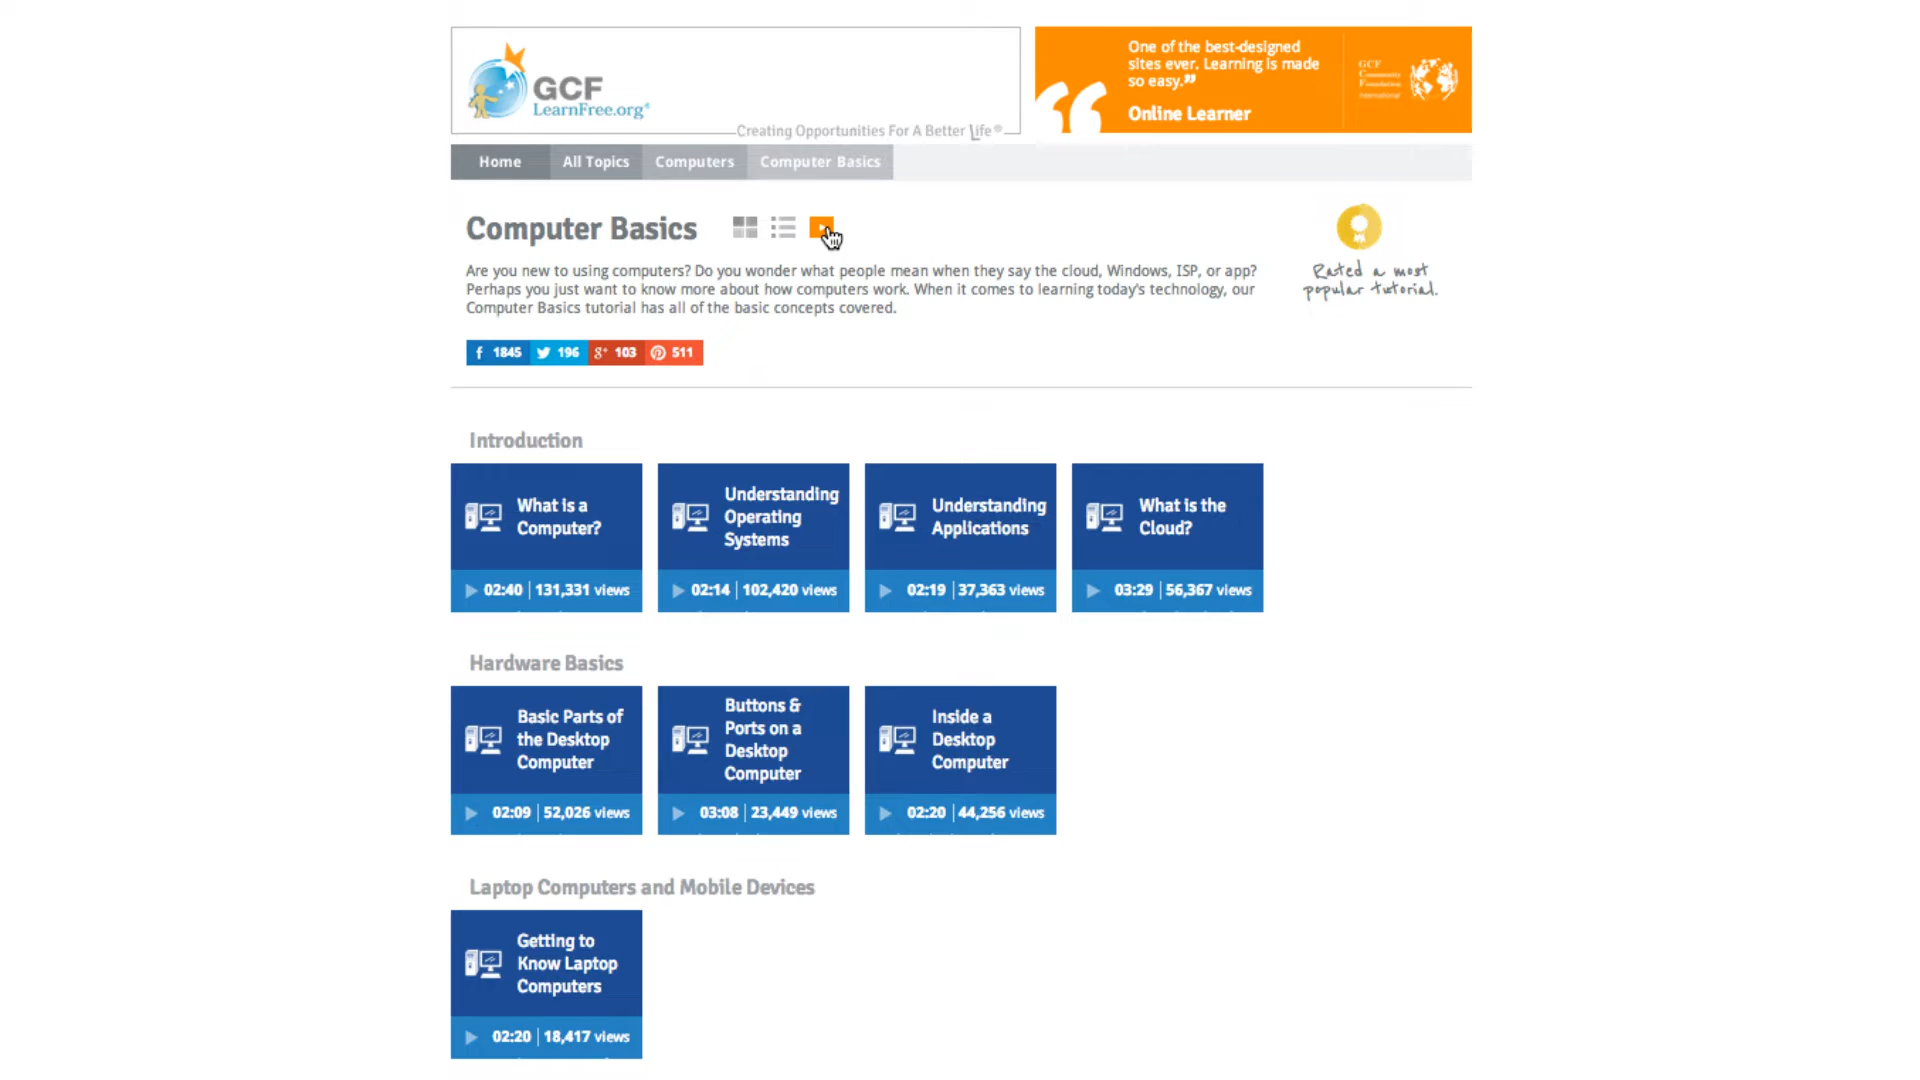 GCF
LearnFree.org®
Creating Opportunities For A Better Life®
One of the best-designed
sites ever. Learning is made
so easy.”
Online Learner
GCF
Community
Foundation
International
Home
All Topics
Computers
Computer Basics
Computer Basics
Are you new to using computers? Do you wonder what people mean when they say the cloud, Windows, ISP, or app?
Perhaps you just want to know more about how computers work. When it comes to learning today's technology, our
Computer Basics tutorial has all of the basic concepts covered.
Rated a most
popular tutorial.
1845
196
g+ 103
511
Introduction
What is a
Computer?
02:40 | 131,331 views
Understanding
Operating
Systems
02:14 | 102,420 views
Understanding
Applications
02:19 | 37,363 views
What is the
Cloud?
03:29 | 56,367 views
Hardware Basics
Basic Parts of
the Desktop
Computer
02:09 | 52,026 views
Buttons &
Ports on a
Desktop
Computer
03:08 | 23,449 views
Inside a
Desktop
Computer
02:20 | 44,256 views
Laptop Computers and Mobile Devices
Getting to
Know Laptop
Computers
02:20 | 18,417 views